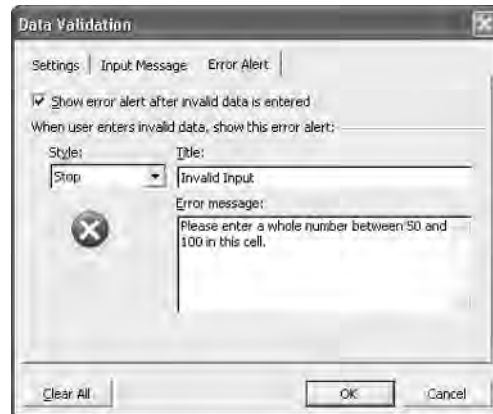 Data Validation
Settings
Input Message
Error Alert
Show error alert after invalid data is entered
When user enters invalid data, show this error alert:
Style:
Title:
Stop
Invalid Input
Error message:
Please enter a whole number between 50 and
100 in this cell.
Clear All
OK
Cancel